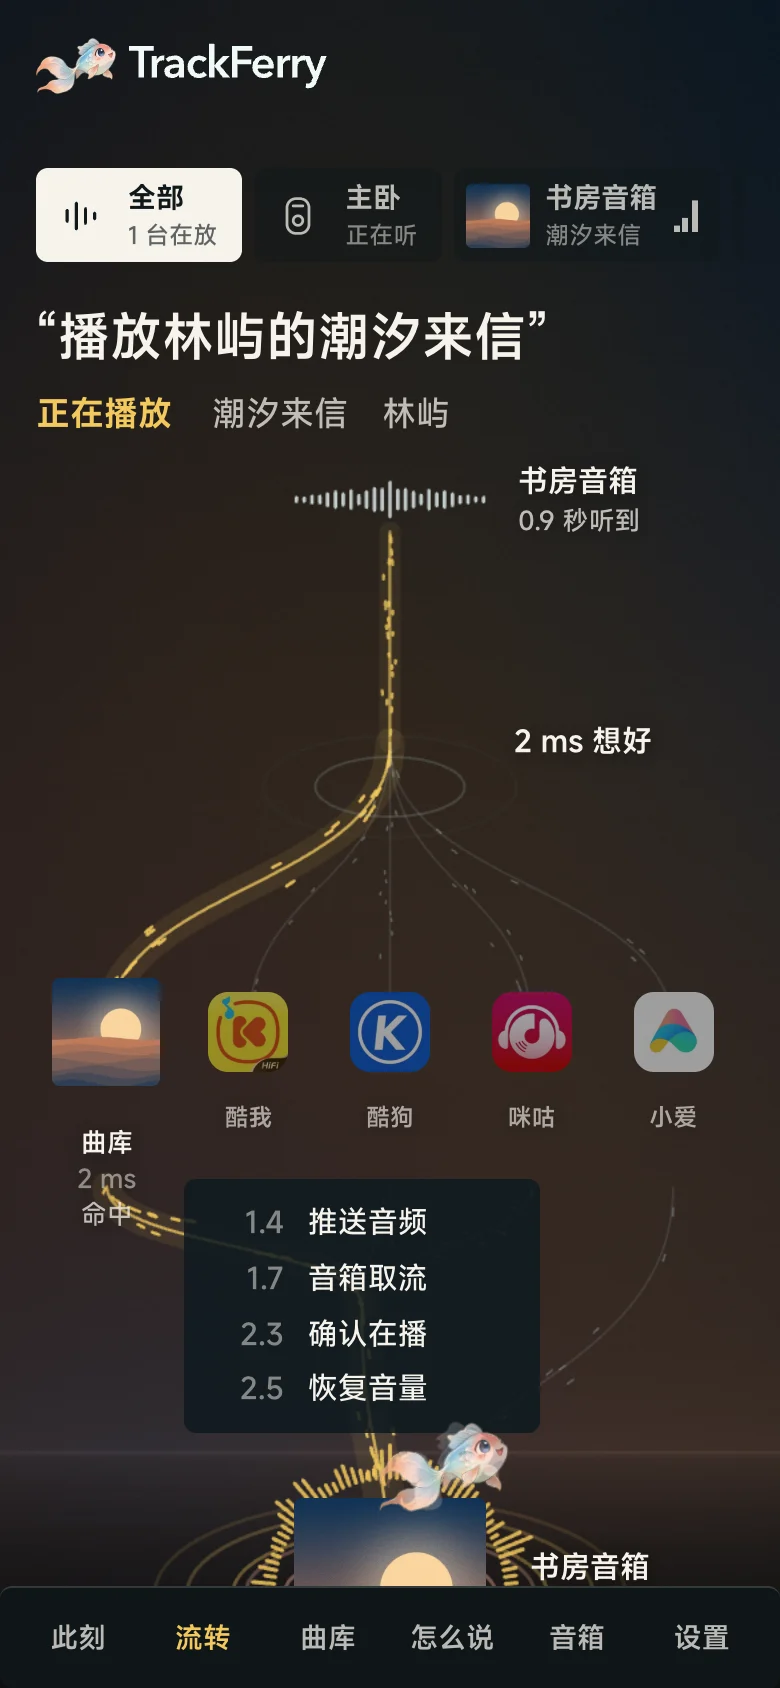 TrackFerry
全部
1 台在放
主卧
正在听
书房音箱
潮汐来信
“播放林屿的潮汐来信”
正在播放 潮汐来信 林屿
书房音箱
0.9 秒听到
2 ms 想好
HiFi
酷我
K
酷狗
咪咕
小爱
曲库
2 ms
命中
1.4 推送音频
1.7 音箱取流
2.3 确认在播
2.5 恢复音量
书房音箱
此刻 流转 曲库 怎么说 音箱 设置